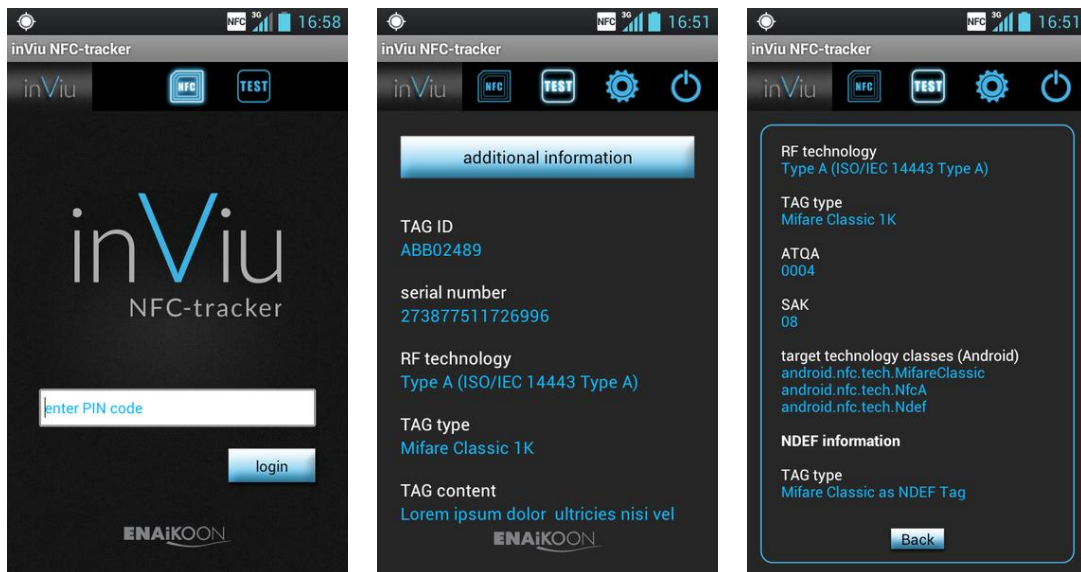 NFC 3G 16:58
inViu NFC-tracker
inViu NFC TEST
inViu
NFC-tracker
enter PIN code
login
ENAiKOON
NFC 3G 16:51
inViu NFC-tracker
inViu NFC TEST
additional information
TAG ID
ABB02489
serial number
273877511726996
RF technology
Type A (ISO/IEC 14443 Type A)
TAG type
Mifare Classic 1K
TAG content
Lorem ipsum dolor ultricies nisi vel
ENAiKOON
NFC 3G 16:51
inViu NFC-tracker
inViu NFC TEST
RF technology
Type A (ISO/IEC 14443 Type A)
TAG type
Mifare Classic 1K
ATQA
0004
SAK
08
target technology classes (Android)
android.nfc.tech.MifareClassic
android.nfc.tech.NfcA
android.nfc.tech.Ndef
NDEF information
TAG type
Mifare Classic as NDEF Tag
Back